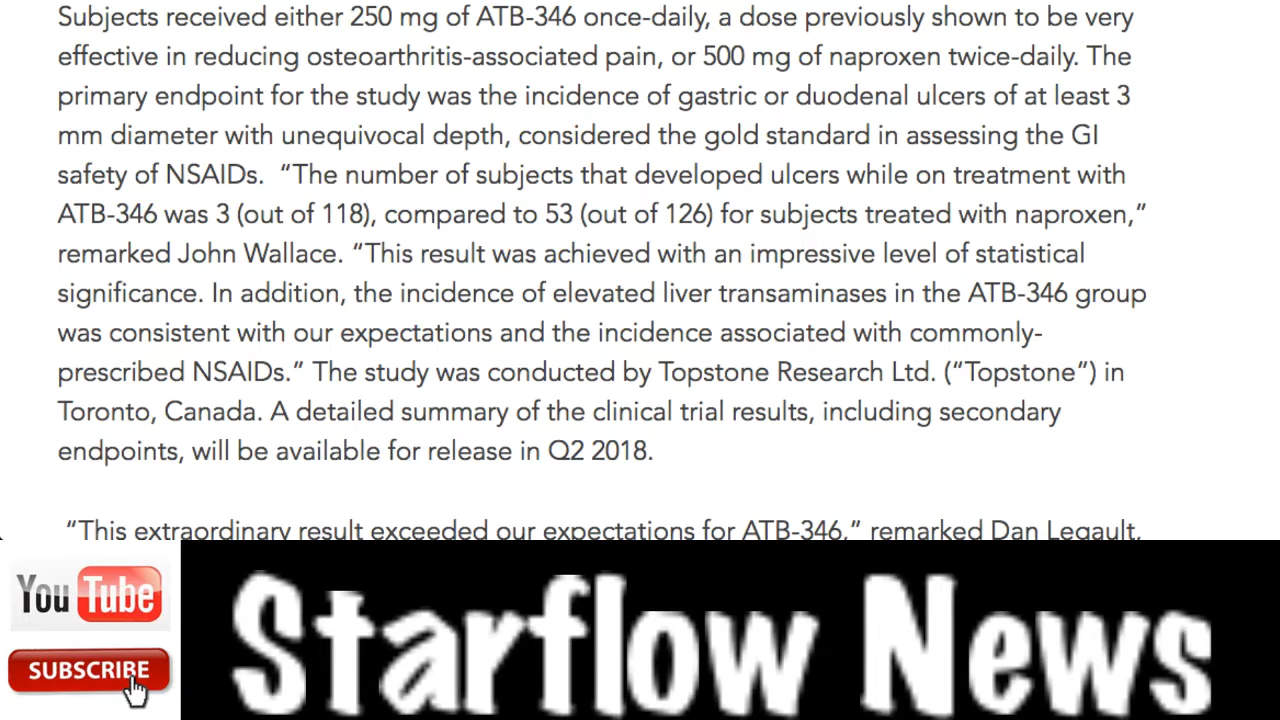 Subjects received either 250 mg of ATB-346 once-daily, a dose previously shown to be very
effective in reducing osteoarthritis-associated pain, or 500 mg of naproxen twice-daily. The
primary endpoint for the study was the incidence of gastric or duodenal ulcers of at least 3
mm diameter with unequivocal depth, considered the gold standard in assessing the GI
safety of NSAIDs.  “The number of subjects that developed ulcers while on treatment with
ATB-346 was 3 (out of 118), compared to 53 (out of 126) for subjects treated with naproxen,”
remarked John Wallace. “This result was achieved with an impressive level of statistical
significance. In addition, the incidence of elevated liver transaminases in the ATB-346 group
was consistent with our expectations and the incidence associated with commonly-
prescribed NSAIDs.” The study was conducted by Topstone Research Ltd. (“Topstone”) in
Toronto, Canada. A detailed summary of the clinical trial results, including secondary
endpoints, will be available for release in Q2 2018.
“This extraordinary result exceeded our expectations for ATB-346,” remarked Dan Legault,
YouTube
SUBSCRIBE
Starflow News